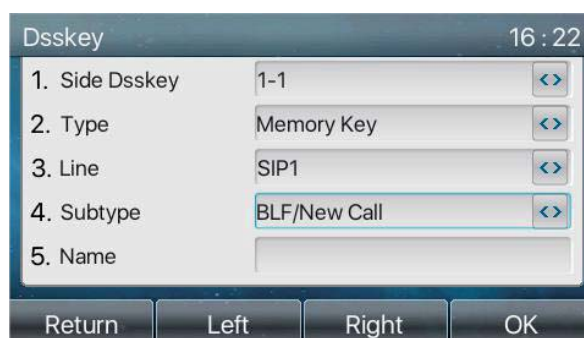 Dsskey 16 : 22
1. Side Dsskey 1-1 <>
2. Type Memory Key <>
3. Line SIP1 <>
4. Subtype BLF/New Call <>
5. Name
Return Left Right OK